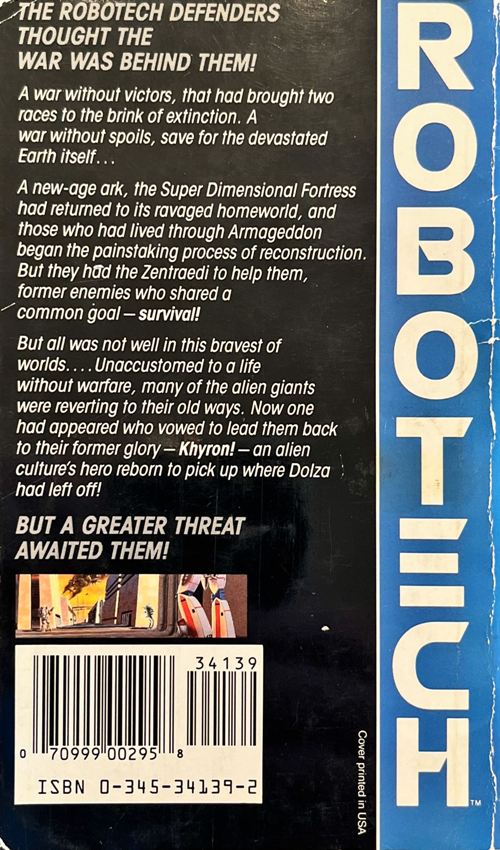 THE ROBOTECH DEFENDERS
THOUGHT THE
WAR WAS BEHIND THEM!
A war without victors, that had brought two
races to the brink of extinction. A
war without spoils, save for the devastated
Earth itself...
A new-age ark, the Super Dimensional Fortress
had returned to its ravaged homeworld, and
those who had lived through Armageddon
began the painstaking process of reconstruction.
But they had the Zentraedi to help them,
former enemies who shared a
common goal — survival!
But all was not well in this bravest of
worlds.... Unaccustomed to a life
without warfare, many of the alien giants
were reverting to their old ways. Now one
had appeared who vowed to lead them back
to their former glory — Khyron! — an alien
culture's hero reborn to pick up where Dolza
had left off!
BUT A GREATER THREAT
AWAITED THEM!
34139
0 70999 00295 8
ISBN 0-345-34139-2
Cover printed in USA
ROBOTECH TM